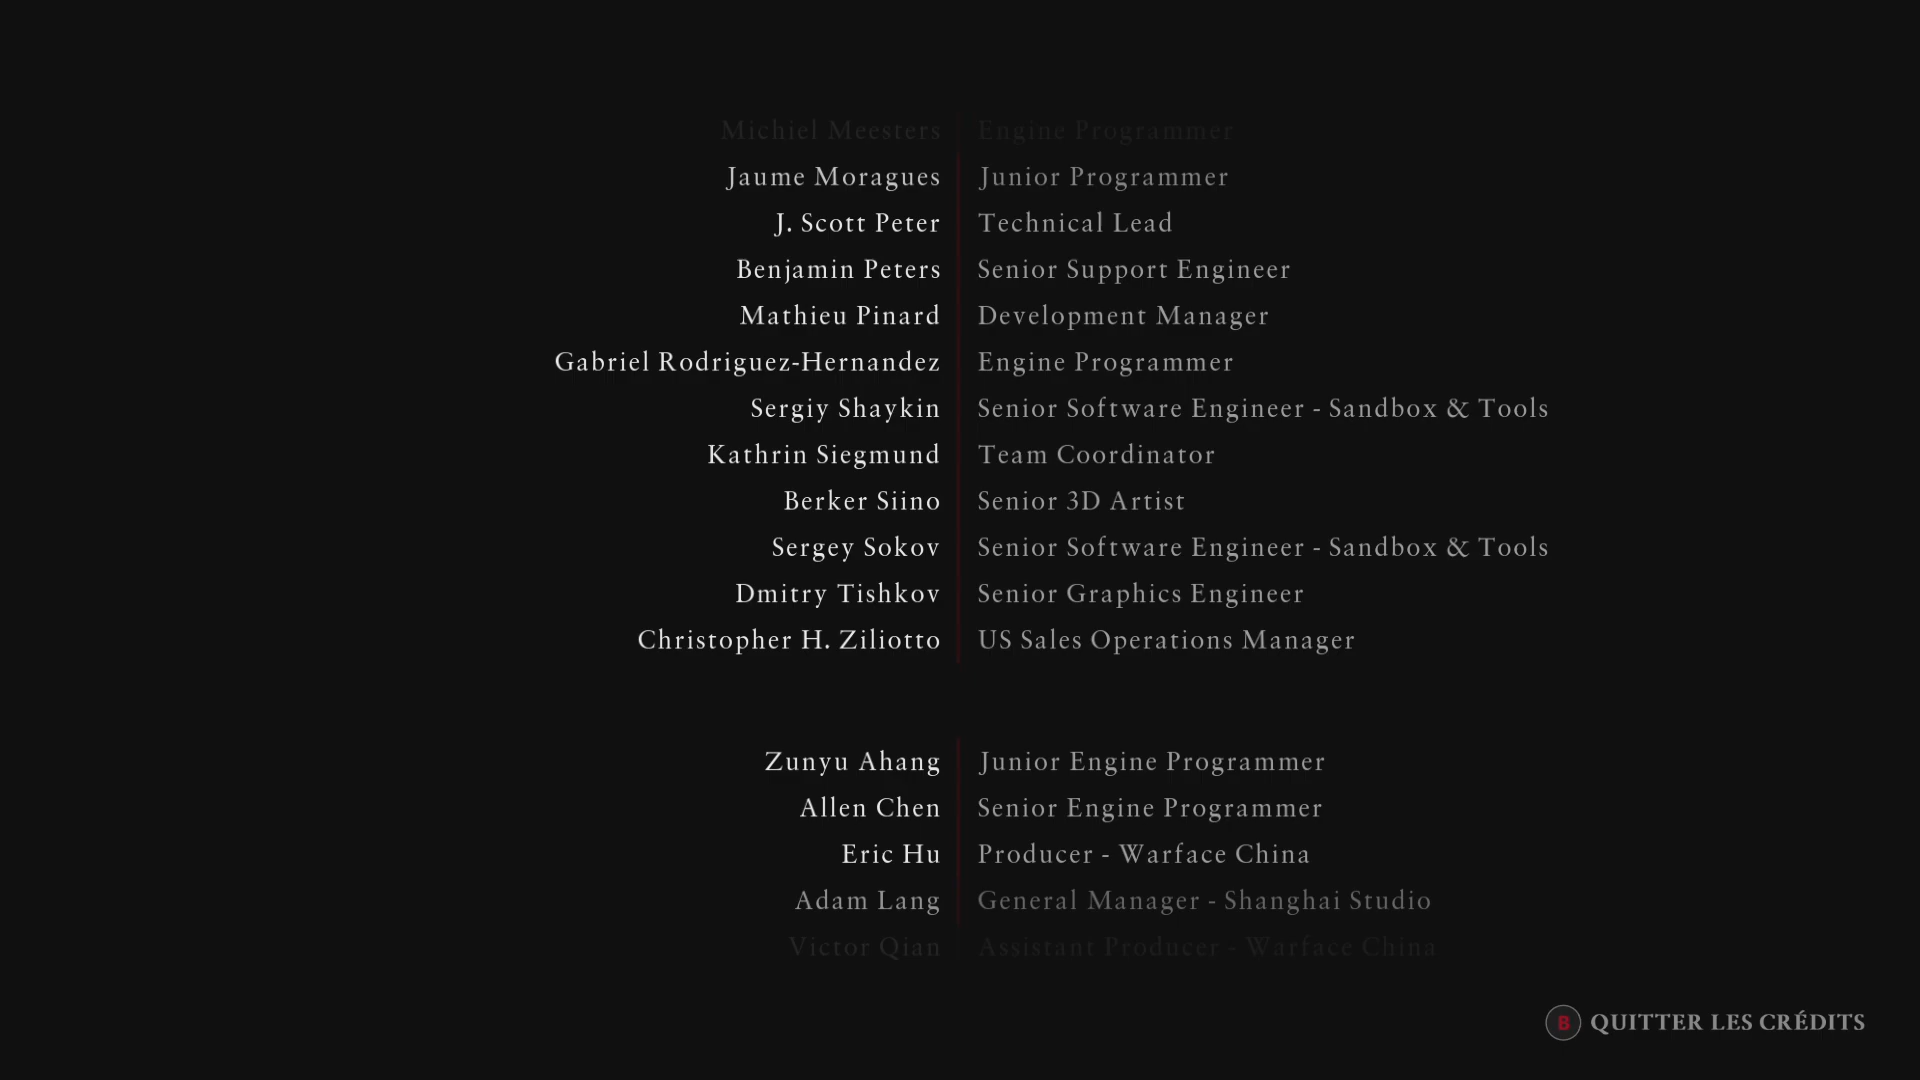 Michiel Meesters Engine Programmer
Jaume Moragues Junior Programmer
J. Scott Peter Technical Lead
Benjamin Peters Senior Support Engineer
Mathieu Pinard Development Manager
Gabriel Rodriguez-Hernandez Engine Programmer
Sergiy Shaykin Senior Software Engineer - Sandbox & Tools
Kathrin Siegmund Team Coordinator
Berker Siino Senior 3D Artist
Sergey Sokov Senior Software Engineer - Sandbox & Tools
Dmitry Tishkov Senior Graphics Engineer
Christopher H. Ziliotto US Sales Operations Manager
Zunyu Ahang Junior Engine Programmer
Allen Chen Senior Engine Programmer
Eric Hu Producer - Warface China
Adam Lang General Manager - Shanghai Studio
Victor Qian Assistant Producer - Warface China
B QUITTER LES CRÉDITS